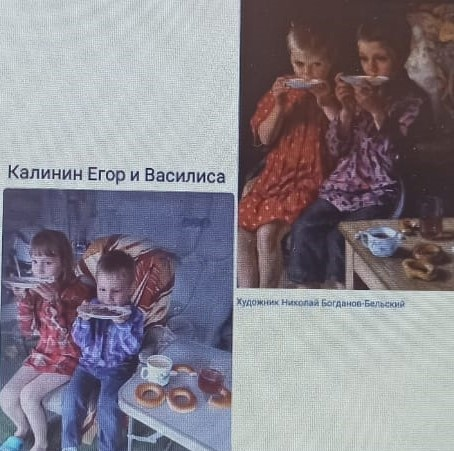 Калинин Егор и Василиса
Художник Николай Богданов-Бельский